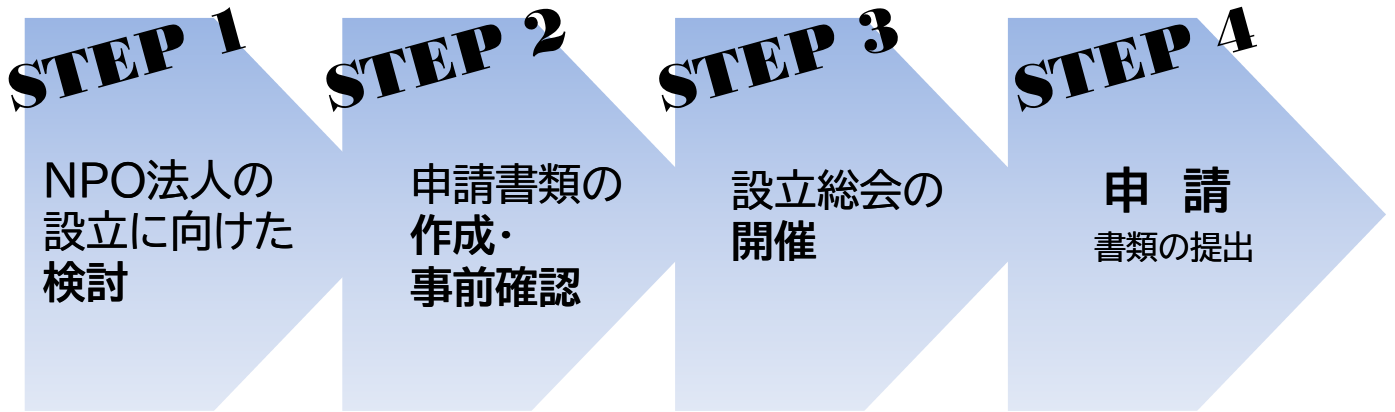 STEP 1
NPO法人の
設立に向けた
検討
STEP 2
申請書類の
作成・
事前確認
STEP 3
設立総会の
開催
STEP 4
申　請
書類の提出